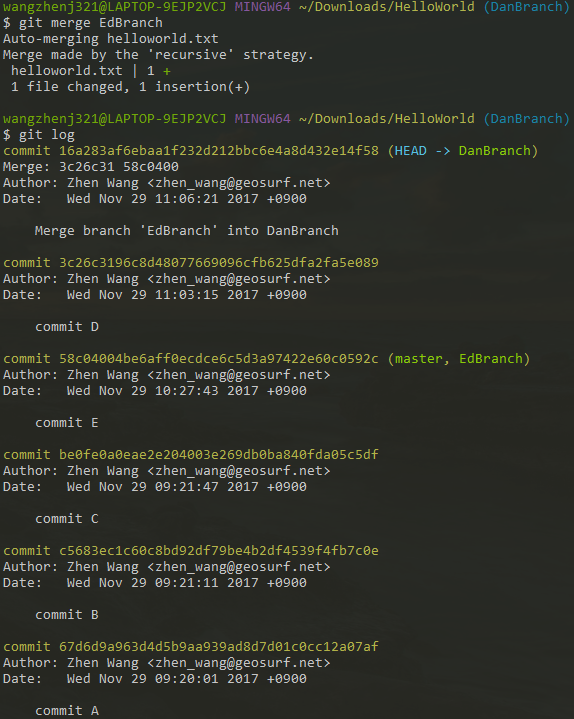 wangzhenj321@LAPTOP-9EJP2VCJ MINGW64 ~/Downloads/HelloWorld (DanBranch)
$ git merge EdBranch
Auto-merging helloworld.txt
Merge made by the 'recursive' strategy.
 helloworld.txt | 1 +
 1 file changed, 1 insertion(+)

wangzhenj321@LAPTOP-9EJP2VCJ MINGW64 ~/Downloads/HelloWorld (DanBranch)
$ git log
commit 16a283af6ebaa1f232d212bbc6e4a8d432e14f58 (HEAD -> DanBranch)
Merge: 3c26c31 58c0400
Author: Zhen Wang <zhen_wang@geosurf.net>
Date:   Wed Nov 29 11:06:21 2017 +0900

    Merge branch 'EdBranch' into DanBranch

commit 3c26c3196c8d48077669096cfb625dfa2fa5e089
Author: Zhen Wang <zhen_wang@geosurf.net>
Date:   Wed Nov 29 11:03:15 2017 +0900

    commit D

commit 58c04004be6aff0ecdce6c5d3a97422e60c0592c (master, EdBranch)
Author: Zhen Wang <zhen_wang@geosurf.net>
Date:   Wed Nov 29 10:27:43 2017 +0900

    commit E

commit be0fe0a0eae2e204003e269db0ba840fda05c5df
Author: Zhen Wang <zhen_wang@geosurf.net>
Date:   Wed Nov 29 09:21:47 2017 +0900

    commit C

commit c5683ec1c60c8bd92df79be4b2df4539f4fb7c0e
Author: Zhen Wang <zhen_wang@geosurf.net>
Date:   Wed Nov 29 09:21:11 2017 +0900

    commit B

commit 67d6d9a963d4d5b9aa939ad8d7d01c0cc12a07af
Author: Zhen Wang <zhen_wang@geosurf.net>
Date:   Wed Nov 29 09:20:01 2017 +0900

    commit A